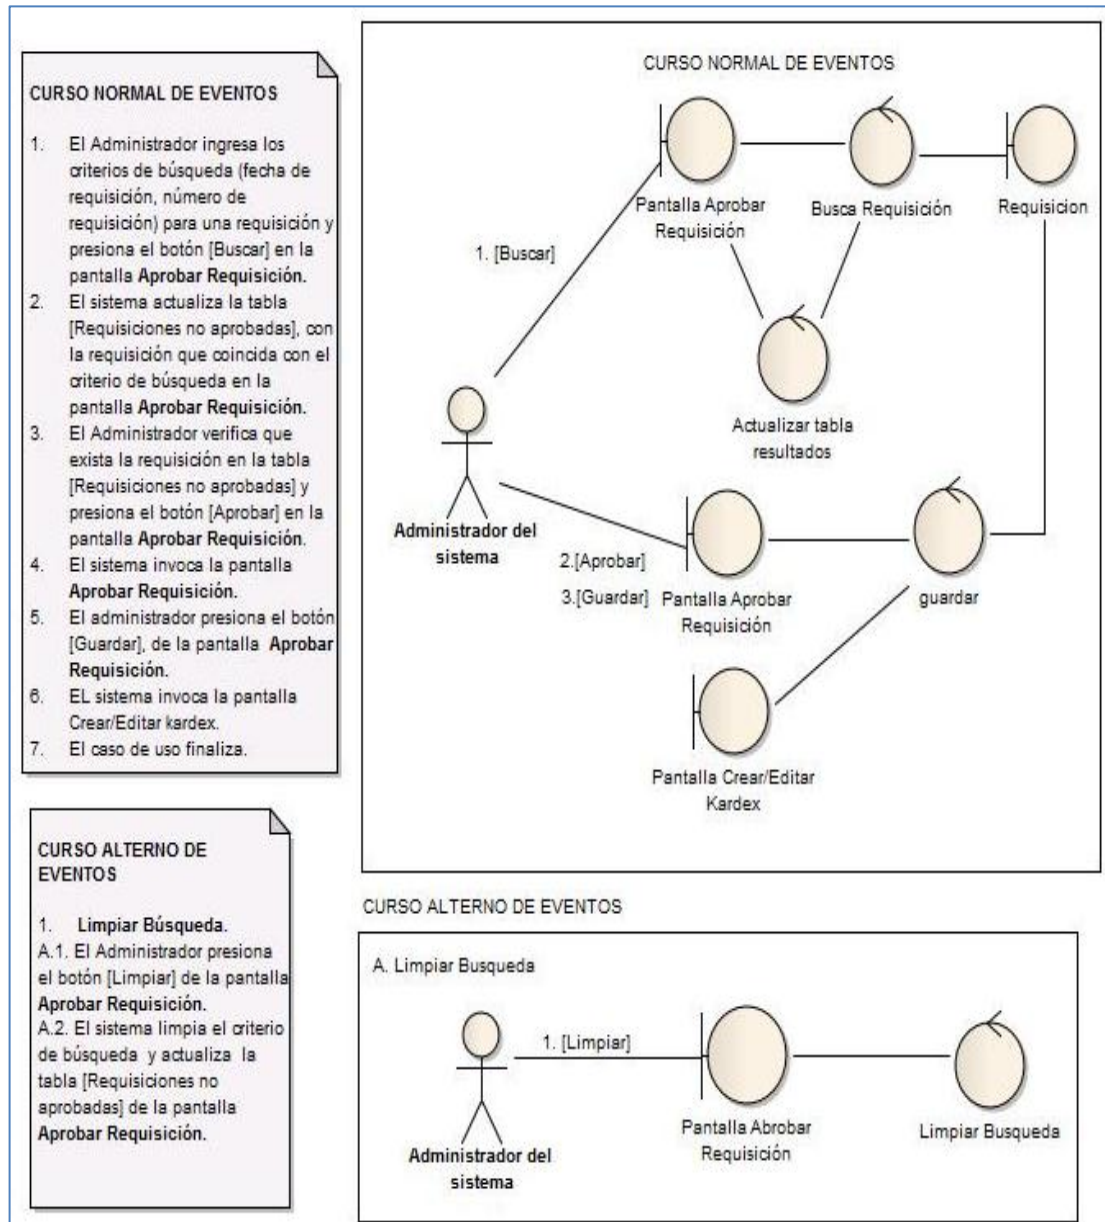 CURSO NORMAL DE EVENTOS
1. El Administrador ingresa los
criterios de búsqueda (fecha de
requisición, número de
requisición) para una requisición y
presiona el botón [Buscar] en la
pantalla Aprobar Requisición.
2. El sistema actualiza la tabla
[Requisiciones no aprobadas], con
la requisición que coincida con el
criterio de búsqueda en la
pantalla Aprobar Requisición.
3. El Administrador verifica que
exista la requisición en la tabla
[Requisiciones no aprobadas] y
presiona el botón [Aprobar] en la
pantalla Aprobar Requisición.
4. El sistema invoca la pantalla
Aprobar Requisición.
5. El administrador presiona el botón
[Guardar], de la pantalla Aprobar
Requisición.
6. EL sistema invoca la pantalla
Crear/Editar kardex.
7. El caso de uso finaliza.
CURSO NORMAL DE EVENTOS
Pantalla Aprobar
Requisición
Busca Requisición
Requisicion
1. [Buscar]
Actualizar tabla
resultados
Administrador del
sistema
2.[Aprobar]
3.[Guardar]
Pantalla Aprobar
Requisición
guardar
Pantalla Crear/Editar
Kardex
CURSO ALTERNO DE
EVENTOS
1. Limpiar Búsqueda.
A.1. El Administrador presiona
el botón [Limpiar] de la pantalla
Aprobar Requisición.
A.2. El sistema limpia el criterio
de búsqueda y actualiza la
tabla [Requisiciones no
aprobadas] de la pantalla
Aprobar Requisición.
CURSO ALTERNO DE EVENTOS
A. Limpiar Busqueda
1. [Limpiar]
Administrador del
sistema
Pantalla Abrobar
Requisición
Limpiar Busqueda